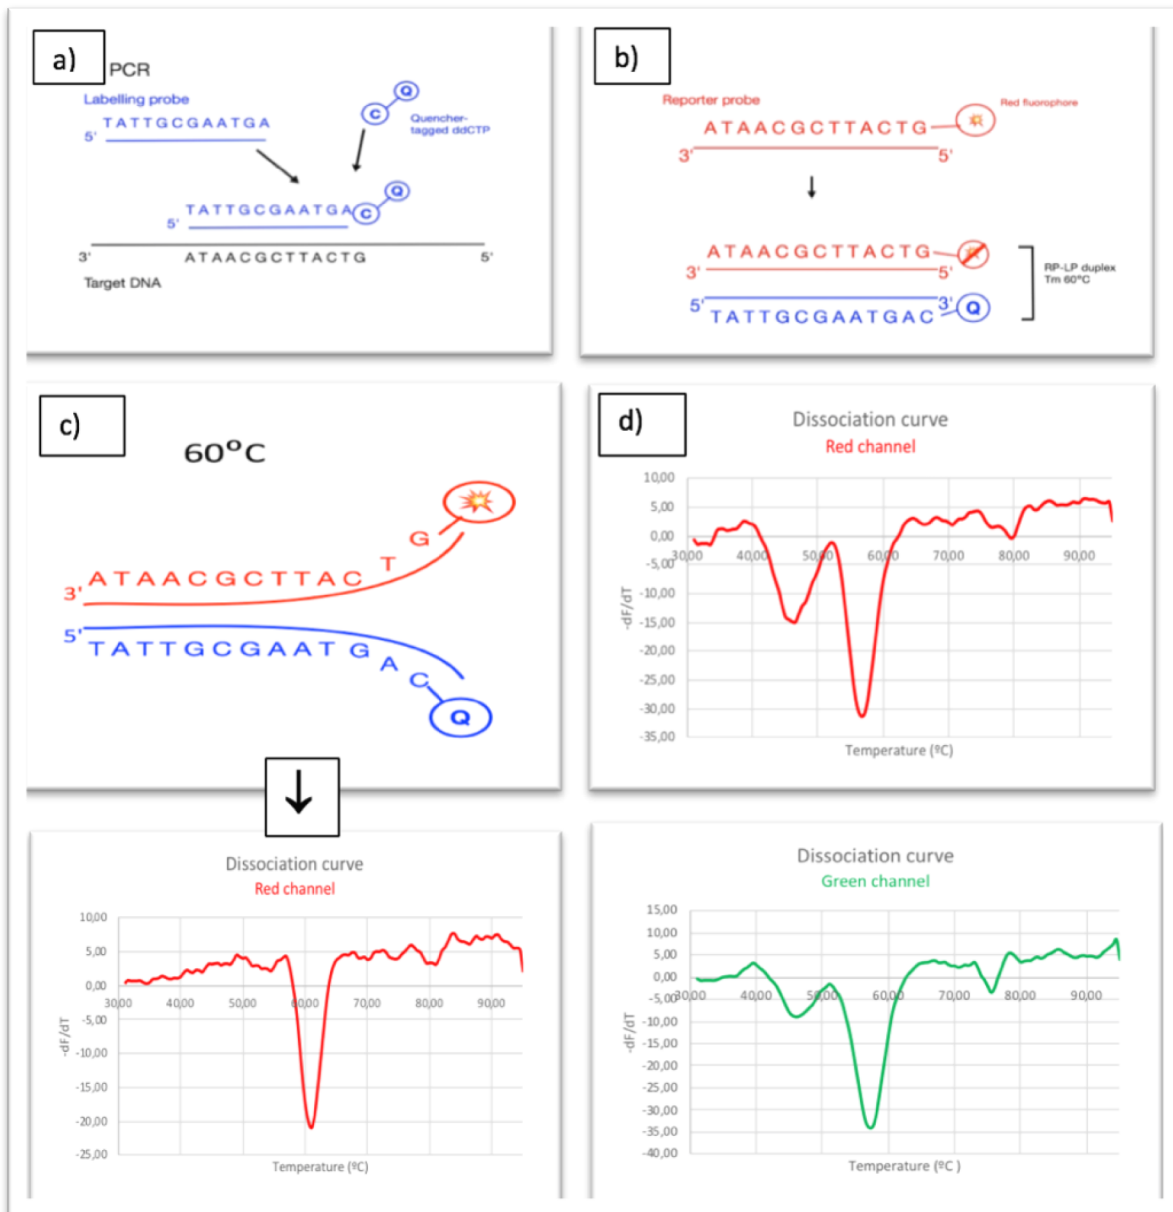 a)
PCR
Labelling probe
TATTGCGAATGA
5'
C
Q
Quencher-
tagged ddCTP
TATTGCGAATGA C Q
5'
3'
ATAACGCTTACTG
5'
Target DNA
b)
Reporter probe
Red fluorophore
ATAACGCTTACTG
3'
5'
ATAACGCTTACTG
3'
5'
RP-LP duplex
Tm 60°C
5'
3'
Q
TATTGCGAATGAC
c)
60°C
ATAACGCTTACTG
3'
5'
TATTGCGAATGAC
Q
↓
Dissociation curve
Red channel
10,00
5,00
0,00
30,00 40,00 50,00 60,00 70,00 80,00 90,00
-5,00
-10,00
-15,00
-20,00
-25,00
-dF/dT
Temperature (ºC)
d)
Dissociation curve
Red channel
10,00
5,00
0,00
30,00 40,00 50,00 60,00 70,00 80,00 90,00
-5,00
-10,00
-15,00
-20,00
-25,00
-30,00
-35,00
-dF/dT
Temperature (ºC)
Dissociation curve
Green channel
15,00
10,00
5,00
0,00
30,00 40,00 50,00 60,00 70,00 80,00 90,00
-5,00
-10,00
-15,00
-20,00
-25,00
-30,00
-35,00
-40,00
-dF/dT
Temperature (ºC )